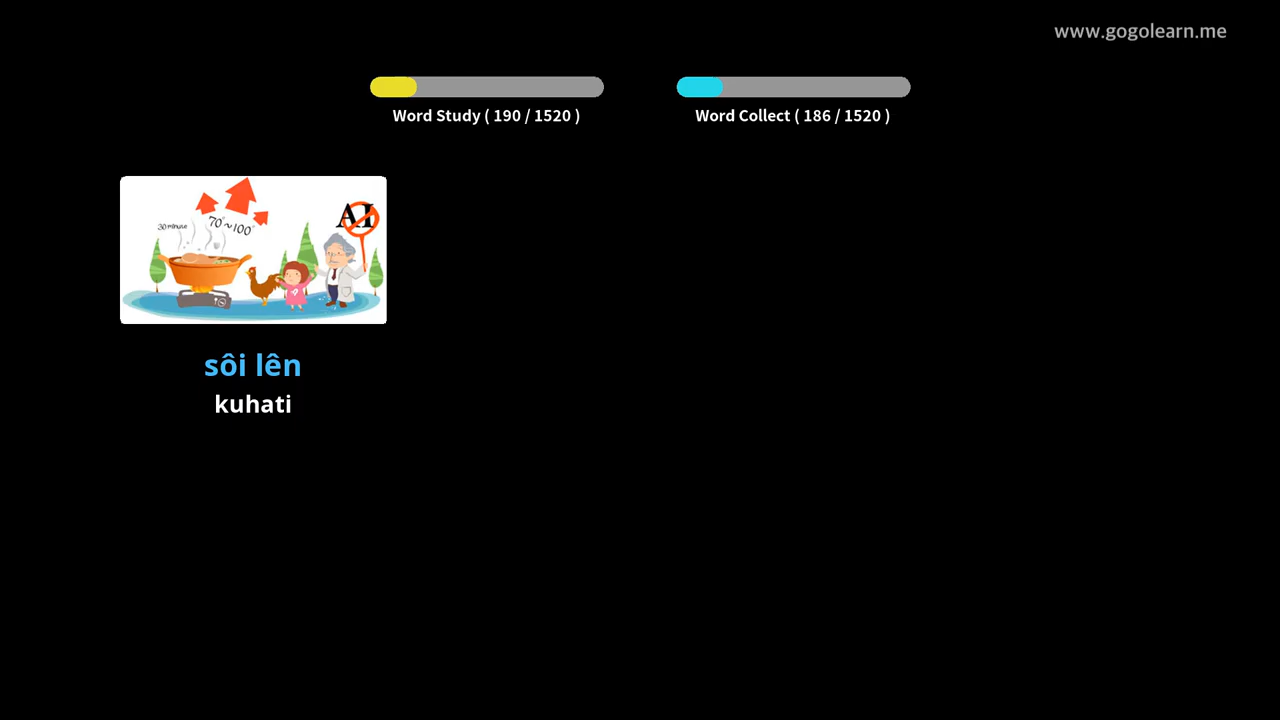 www.gogolearn.me
Word Study ( 190 / 1520 )
Word Collect ( 186 / 1520 )
30 minute
70°~100°
AI
sôi lên
kuhati